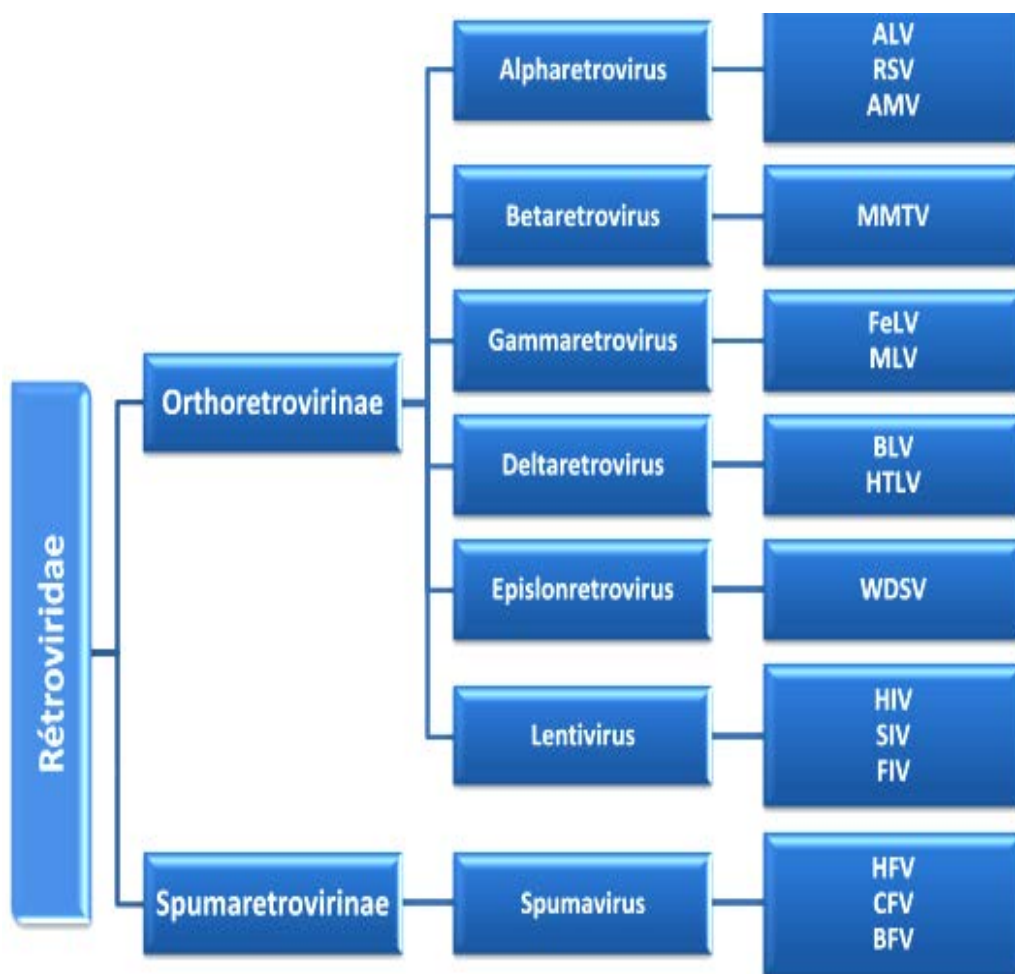 Rétroviridae
Orthoretrovirinae
Alpharetrovirus
ALV
RSV
AMV
Betaretrovirus
MMTV
Gammaretrovirus
FeLV
MLV
Deltaretrovirus
BLV
HTLV
Epislonretrovirus
WDSV
Lentivirus
HIV
SIV
FIV
Spumaretrovirinae
Spumavirus
HFV
CFV
BFV